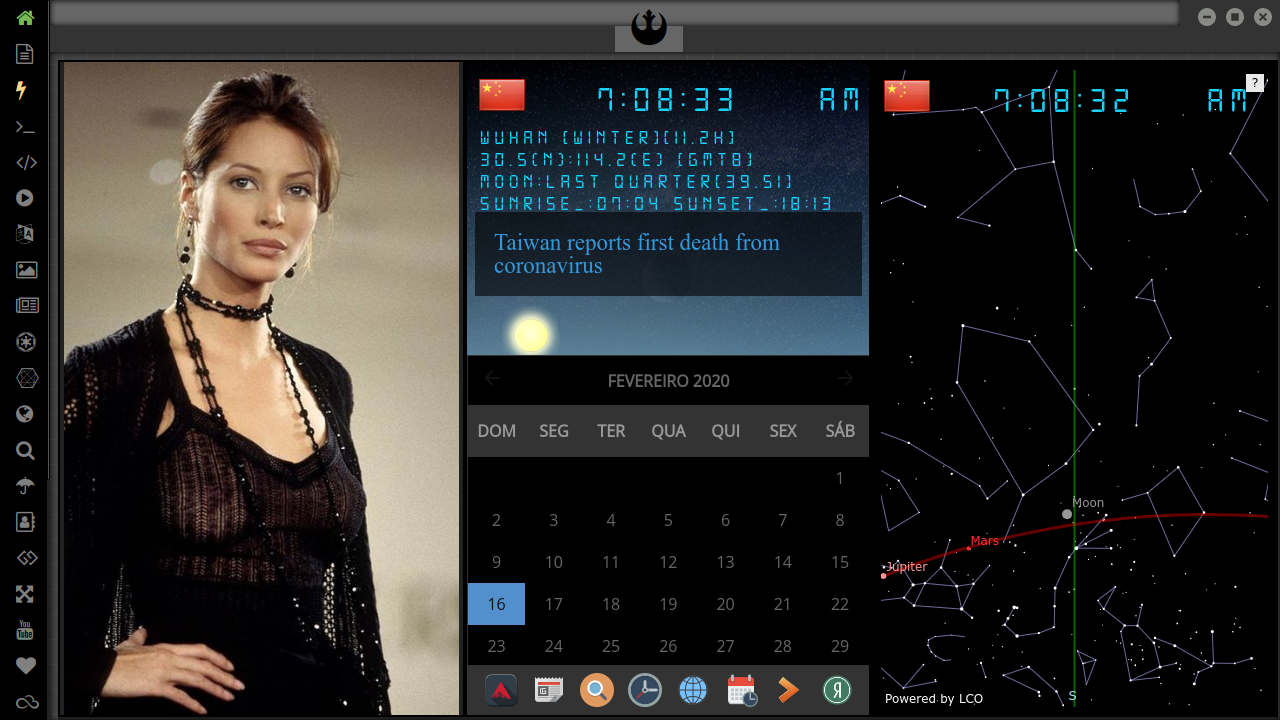 7:08:33 AM
WUHAN [WINTER][11.2H]
30.5(N):114.2(E) [GMT8]
MOON:LAST QUARTER[39.51]
SUNRISE_:07:04 SUNSET_:18:13
Taiwan reports first death from
coronavirus
FEVEREIRO 2020
DOM SEG TER QUA QUI SEX SÁB
1
2 3 4 5 6 7 8
9 10 11 12 13 14 15
16 17 18 19 20 21 22
23 24 25 26 27 28 29
7:08:32 AM
?
Moon
Mars
Jupiter
S
Powered by LCO
You
Tube
Я